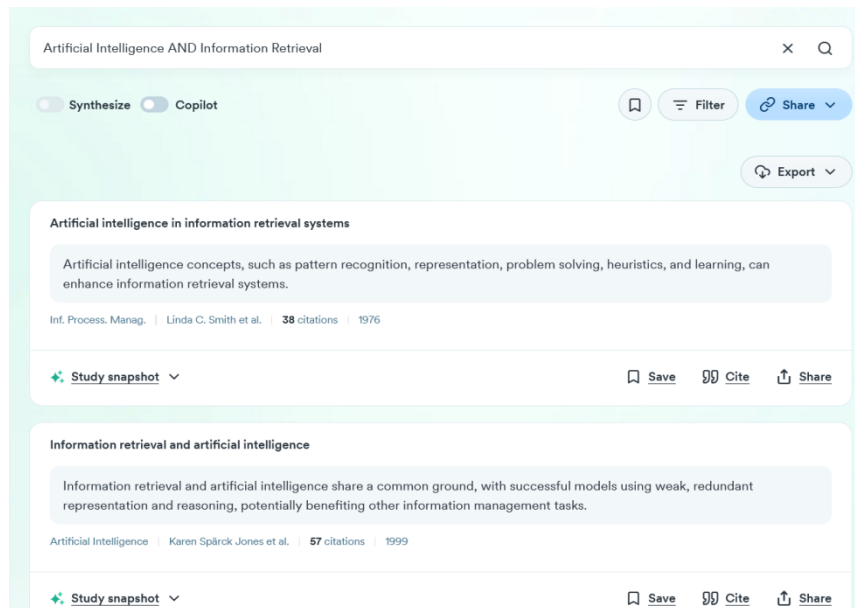 Artificial Intelligence AND Information Retrieval
Synthesize Copilot Filter Share
Export
Artificial intelligence in information retrieval systems
Artificial intelligence concepts, such as pattern recognition, representation, problem solving, heuristics, and learning, can
enhance information retrieval systems.
Inf. Process. Manag. | Linda C. Smith et al. | 38 citations | 1976
Study snapshot Save Cite Share
Information retrieval and artificial intelligence
Information retrieval and artificial intelligence share a common ground, with successful models using weak, redundant
representation and reasoning, potentially benefiting other information management tasks.
Artificial Intelligence | Karen Spärck Jones et al. | 57 citations | 1999
Study snapshot Save Cite Share